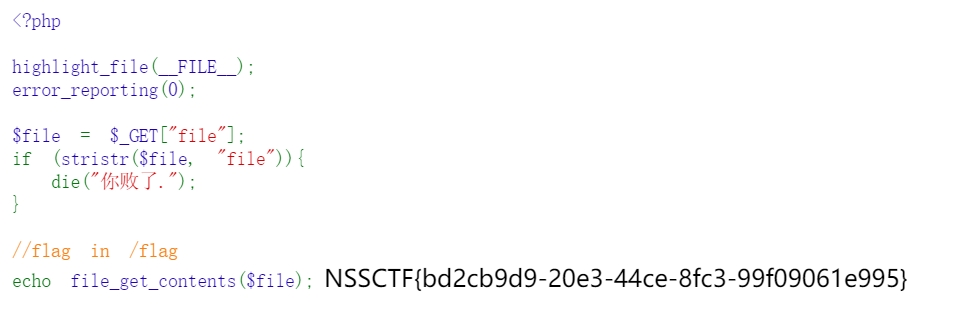 <?php
highlight_file(__FILE__);
error_reporting(0);
$file = $_GET["file"];
if (stristr($file, "file")){
die("你败了.");
}
//flag in /flag
echo file_get_contents($file); NSSCTF{bd2cb9d9-20e3-44ce-8fc3-99f09061e995}